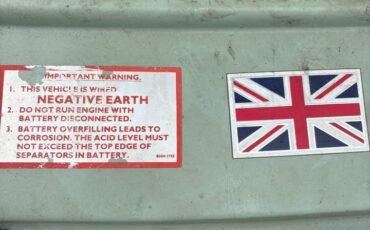 IMPORTANT WARNING.
1. THIS VEHICLE IS WIRED
NEGATIVE EARTH
2. DO NOT RUN ENGINE WITH
BATTERY DISCONNECTED.
3. BATTERY OVERFILLING LEADS TO
CORROSION. THE ACID LEVEL MUST
NOT EXCEED THE TOP EDGE OF
SEPARATORS IN BATTERY.